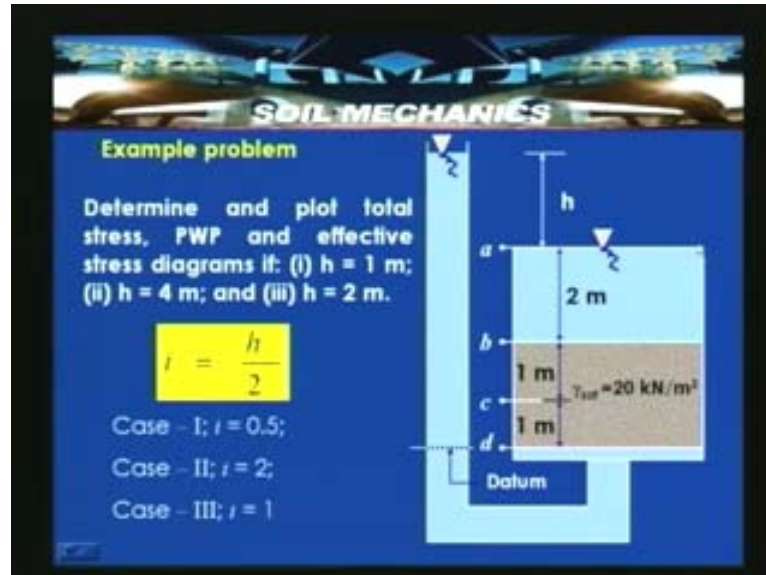 SOIL MECHANICS
Example problem
Determine and plot total
stress, PWP and effective
stress diagrams if: (i) h = 1 m;
(ii) h = 4 m; and (iii) h = 2 m.
i = h
2
Case – I; i = 0.5;
Case – II; i = 2;
Case – III; i = 1
h
a
2 m
b
1 m
γsat=20 kN/m³
c
1 m
d
Datum